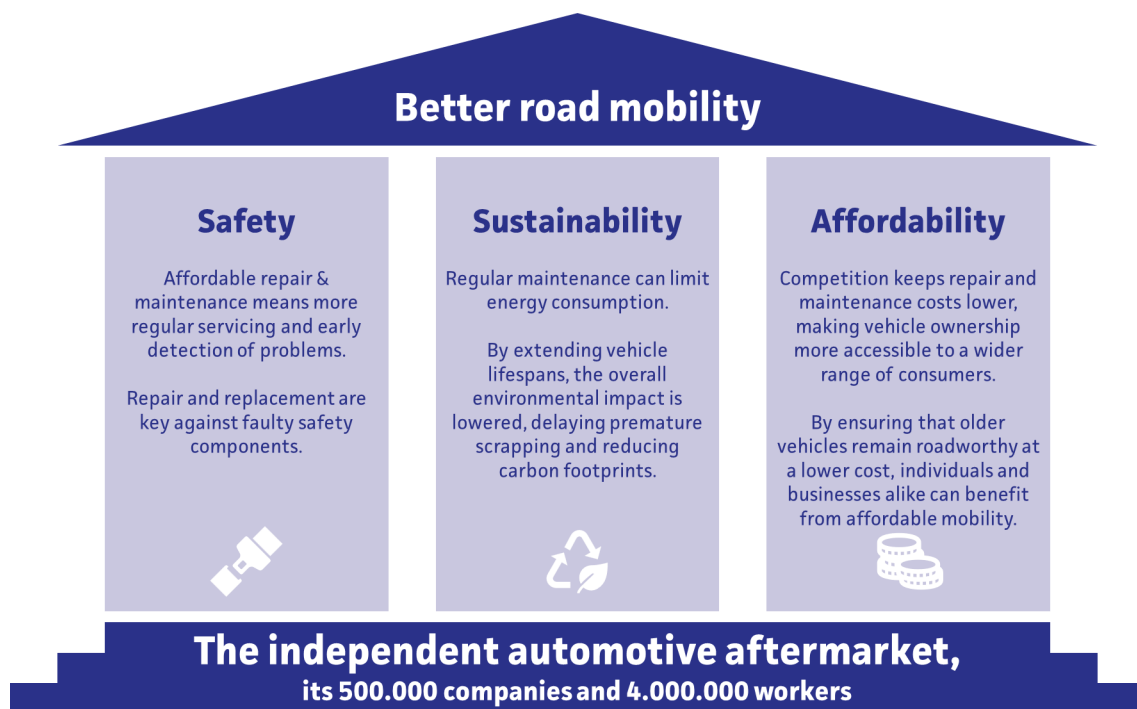 Better road mobility
Safety
Affordable repair &
maintenance means more
regular servicing and early
detection of problems.
Repair and replacement are
key against faulty safety
components.
Sustainability
Regular maintenance can limit
energy consumption.
By extending vehicle
lifespans, the overall
environmental impact is
lowered, delaying premature
scrapping and reducing
carbon footprints.
Affordability
Competition keeps repair and
maintenance costs lower,
making vehicle ownership
more accessible to a wider
range of consumers.
By ensuring that older
vehicles remain roadworthy at
a lower cost, individuals and
businesses alike can benefit
from affordable mobility.
The independent automotive aftermarket,
its 500.000 companies and 4.000.000 workers